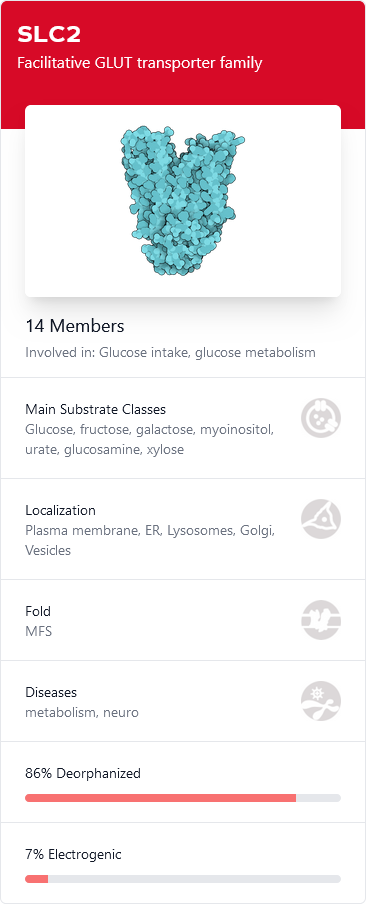 SLC2
Facilitative GLUT transporter family
14 Members
Involved in: Glucose intake, glucose metabolism
Main Substrate Classes
Glucose, fructose, galactose, myoinositol,
urate, glucosamine, xylose
Localization
Plasma membrane, ER, Lysosomes, Golgi,
Vesicles
Fold
MFS
Diseases
metabolism, neuro
86% Deorphanized
7% Electrogenic